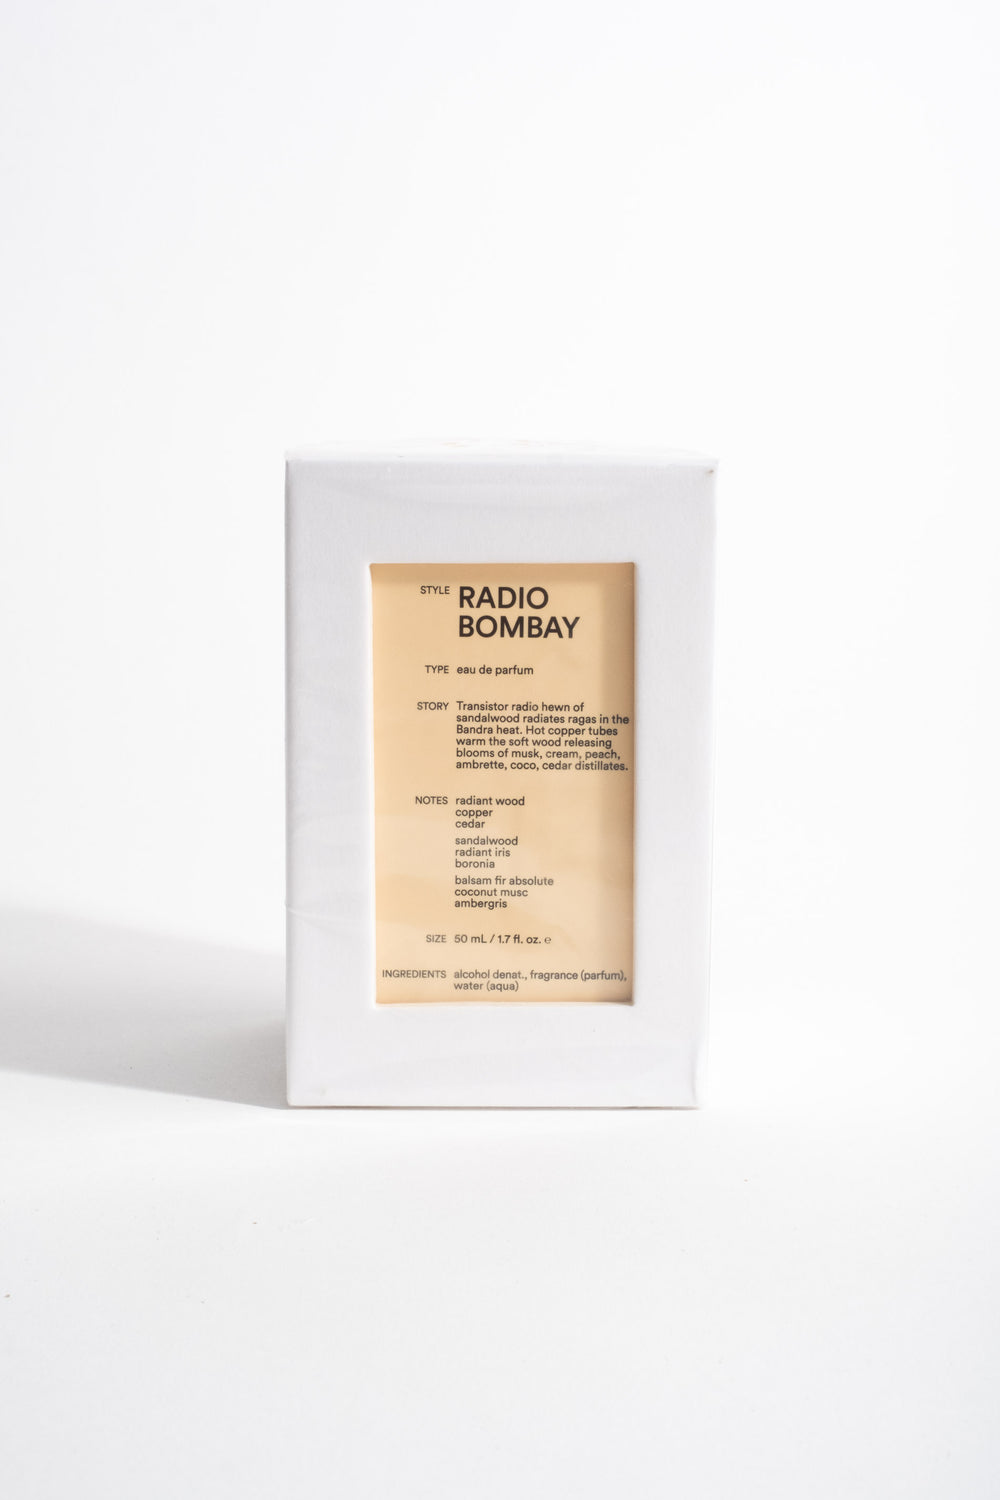 STYLE RADIO
BOMBAY
TYPE eau de parfum
STORY Transistor radio hewn of
sandalwood radiates ragas in the
Bandra heat. Hot copper tubes
warm the soft wood releasing
blooms of musk, cream, peach,
ambrette, coco, cedar distillates.
NOTES radiant wood
copper
cedar
sandalwood
radiant iris
boronia
balsam fir absolute
coconut musc
ambergris
SIZE 50 mL / 1.7 fl. oz. ℮
INGREDIENTS alcohol denat., fragrance (parfum),
water (aqua)